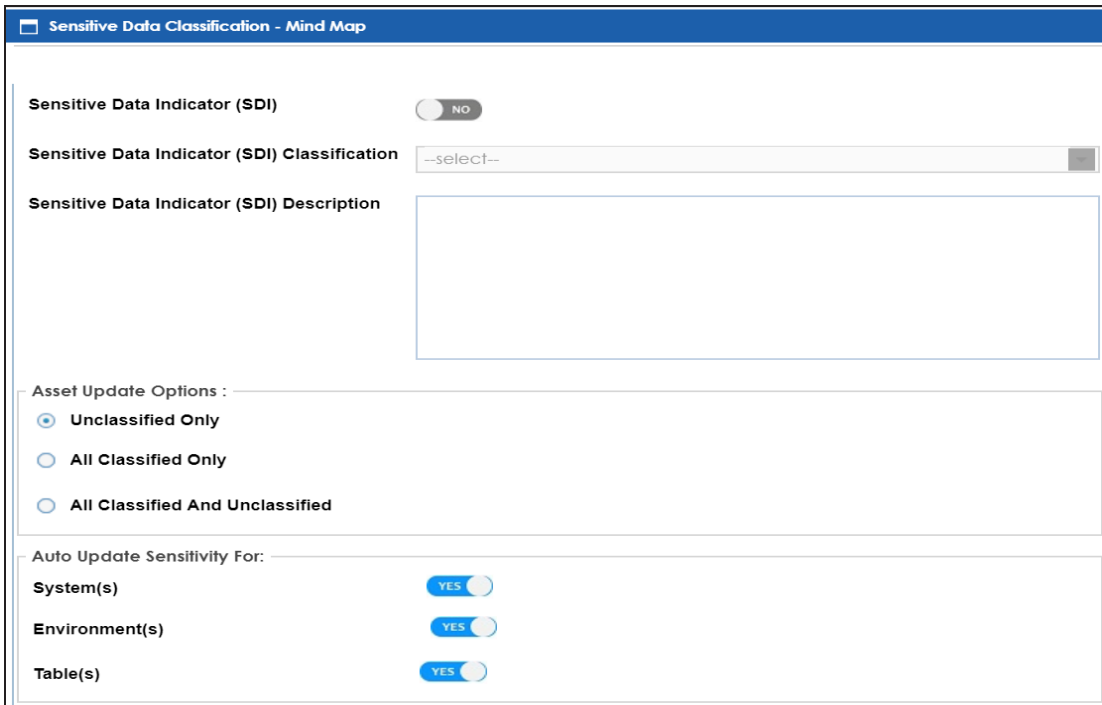 Sensitive Data Classification - Mind Map
Sensitive Data Indicator (SDI)
NO
Sensitive Data Indicator (SDI) Classification
--select--
Sensitive Data Indicator (SDI) Description
Asset Update Options :
Unclassified Only
All Classified Only
All Classified And Unclassified
Auto Update Sensitivity For:
System(s)
YES
Environment(s)
YES
Table(s)
YES